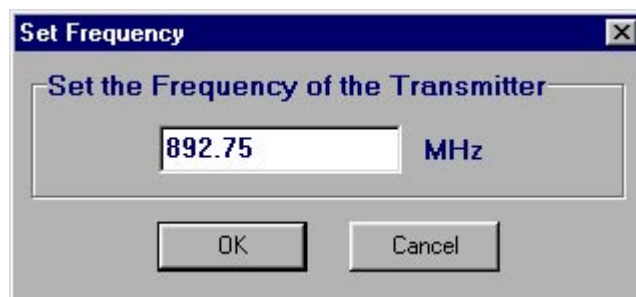 Set Frequency
Set the Frequency of the Transmitter
892.75 MHz
OK Cancel